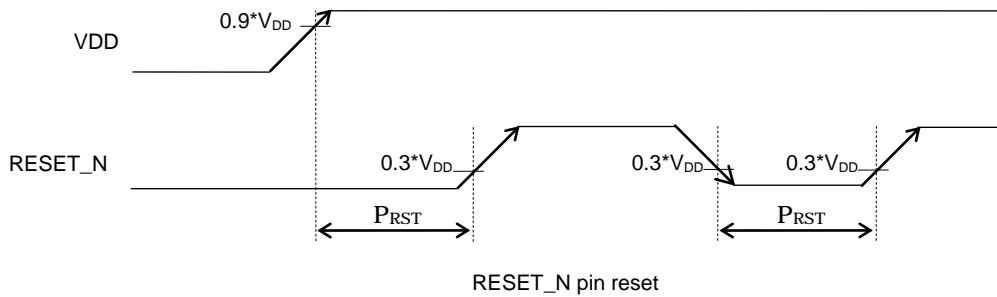 0.9*VDD
VDD
RESET_N
0.3*VDD
0.3*VDD
0.3*VDD
PRST
PRST
RESET_N pin reset